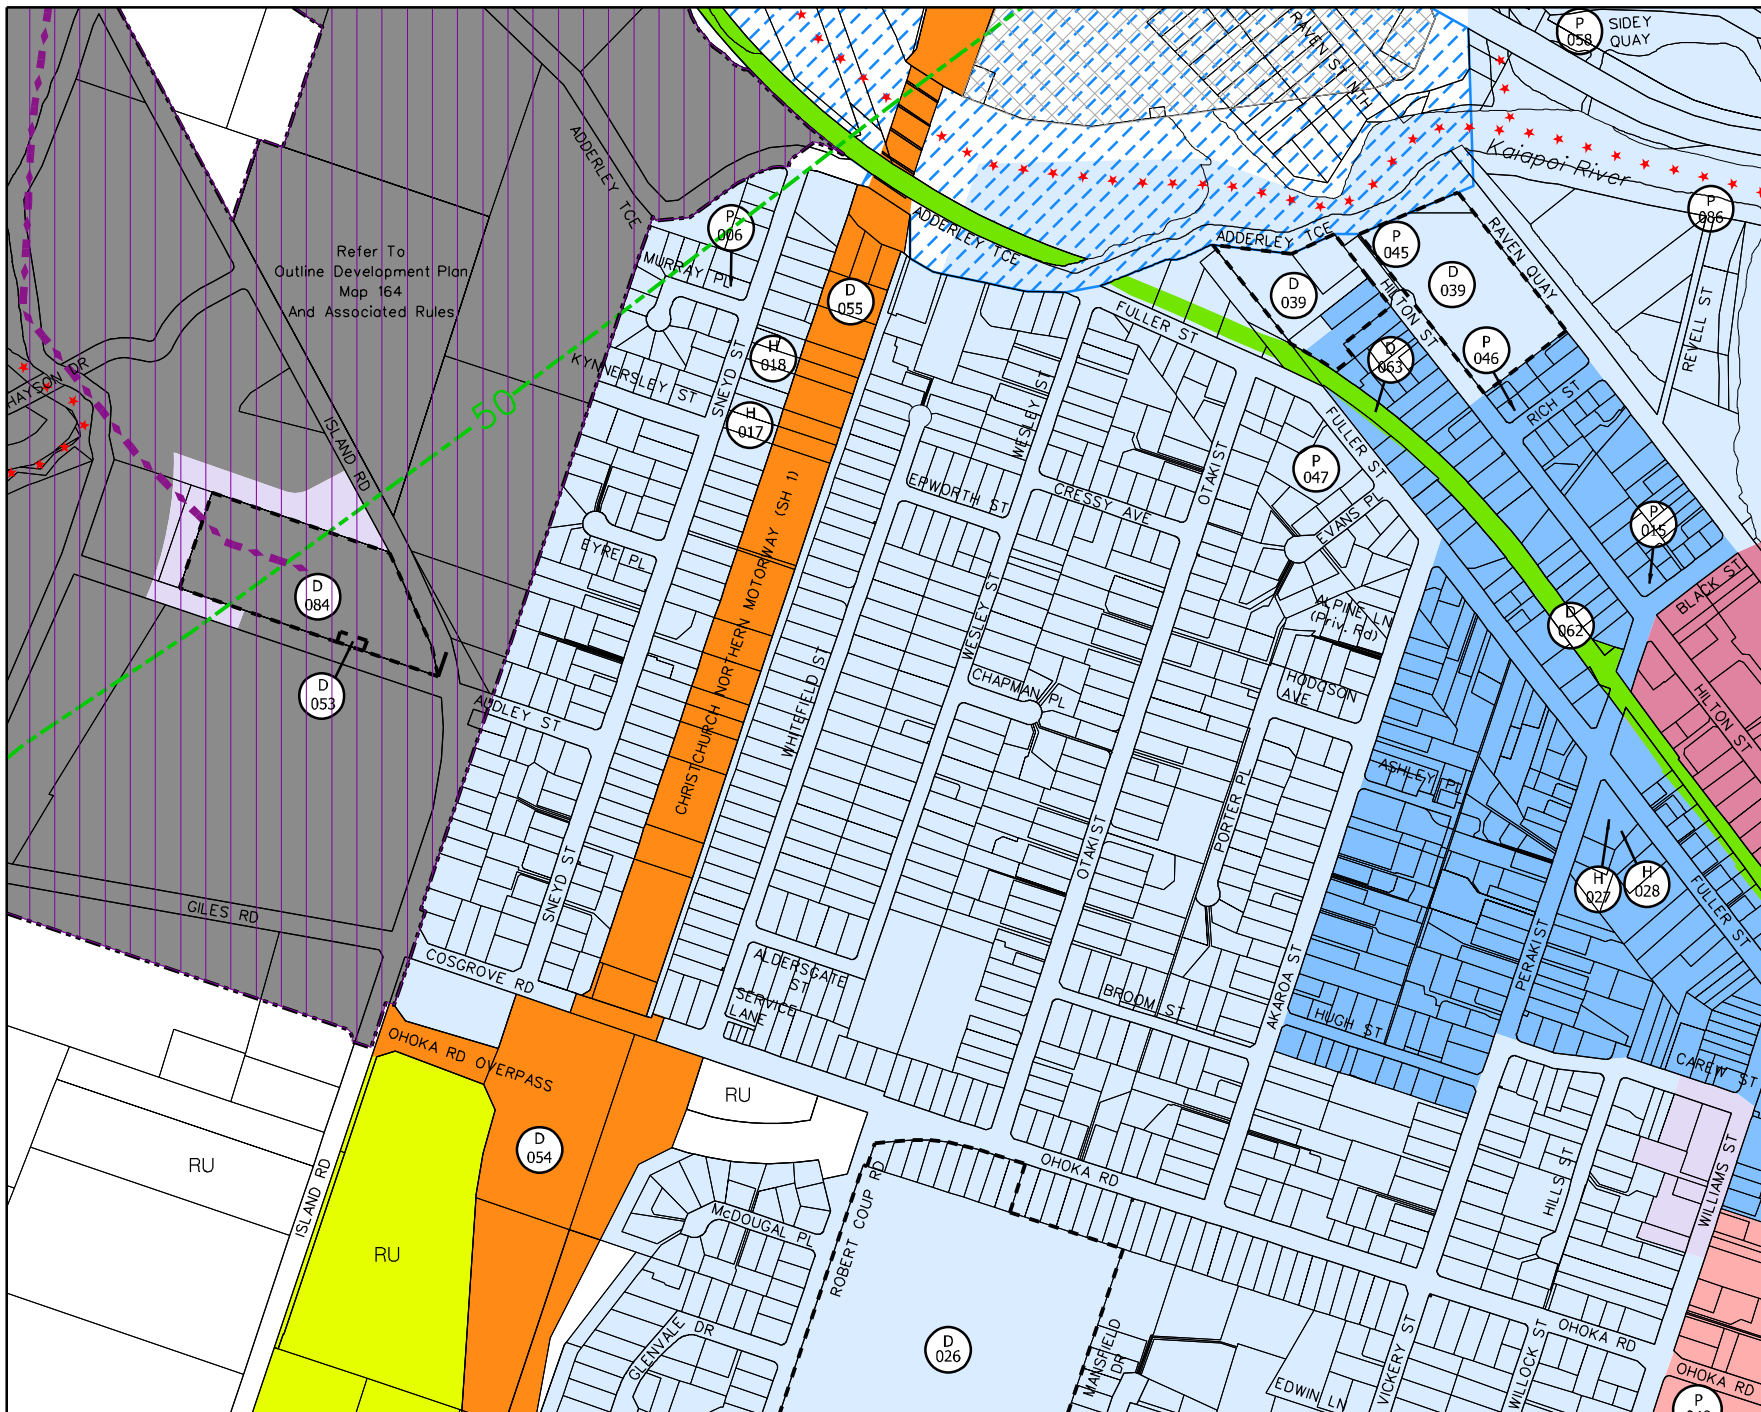 P
058
SIDEY
QUAY
RAVEN ST NTH
ADDERLEY TCE
Kaiapoi River
P
086
P
006
ADDERLEY TCE
ADDERLEY TCE
P
045
RAVEN QUAY
Refer To
Outline Development Plan
Map 164
And Associated Rules
MURRAY PL
D
055
D
039
D
039
HILTON ST
FULLER ST
REVELL ST
H
018
P
046
D
063
HAYSON DR
KYNNERSLEY ST
SNEYD ST
50
WESLEY ST
RICH ST
H
017
ISLAND RD
FULLER ST
P
047
OTAKI ST
EPWORTH ST
CRESSY AVE
EVANS PL
P
015
CHRISTCHURCH NORTHERN MOTORWAY (SH 1)
EYRE PL
D
084
BLACK ST
ALPINE LN
(Priv. Rd)
D
062
WESLEY ST
D
053
CHAPMAN PL
HODGSON
AVE
AUDLEY ST
WHITEFIELD ST
HILTON ST
ASHLEY PL
PORTER PL
OTAKI ST
SNEYD ST
H
027
H
028
FULLER ST
GILES RD
COSGROVE RD
ALDERSGATE
ST
SERVICE
LANE
BROOM ST
AKAROA ST
PERAKI ST
HUGH ST
OHOKA RD OVERPASS
CAREW ST
RU
D
054
RU
OHOKA RD
ISLAND RD
McDOUGAL PL
ROBERT COUP RD
HILLS ST
WILLIAMS ST
RU
GLENVALE DR
D
026
MANSFIELD
DR
VICKERY ST
WILLOCK ST
OHOKA RD
EDWIN LN
OHOKA RD
P